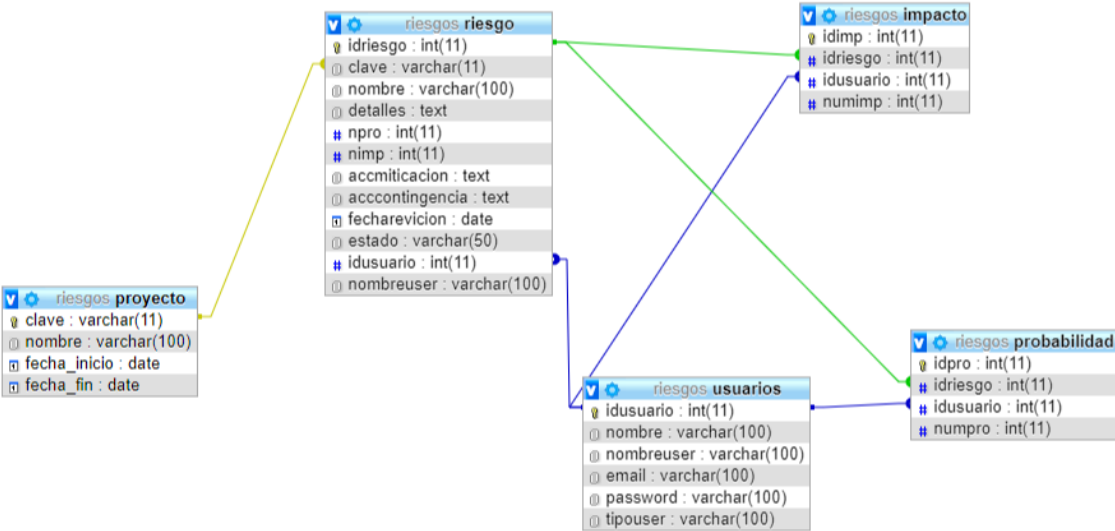 riesgos riesgo
idriesgo : int(11)
clave : varchar(11)
nombre : varchar(100)
detalles : text
npro : int(11)
nimp : int(11)
accmiticacion : text
acccontingencia : text
fecharevicion : date
estado : varchar(50)
idusuario : int(11)
nombreuser : varchar(100)
riesgos impacto
idimp : int(11)
idriesgo : int(11)
idusuario : int(11)
numimp : int(11)
riesgos proyecto
clave : varchar(11)
nombre : varchar(100)
fecha_inicio : date
fecha_fin : date
riesgos usuarios
idusuario : int(11)
nombre : varchar(100)
nombreuser : varchar(100)
email : varchar(100)
password : varchar(100)
tipouser : varchar(100)
riesgos probabilidad
idpro : int(11)
idriesgo : int(11)
idusuario : int(11)
numpro : int(11)